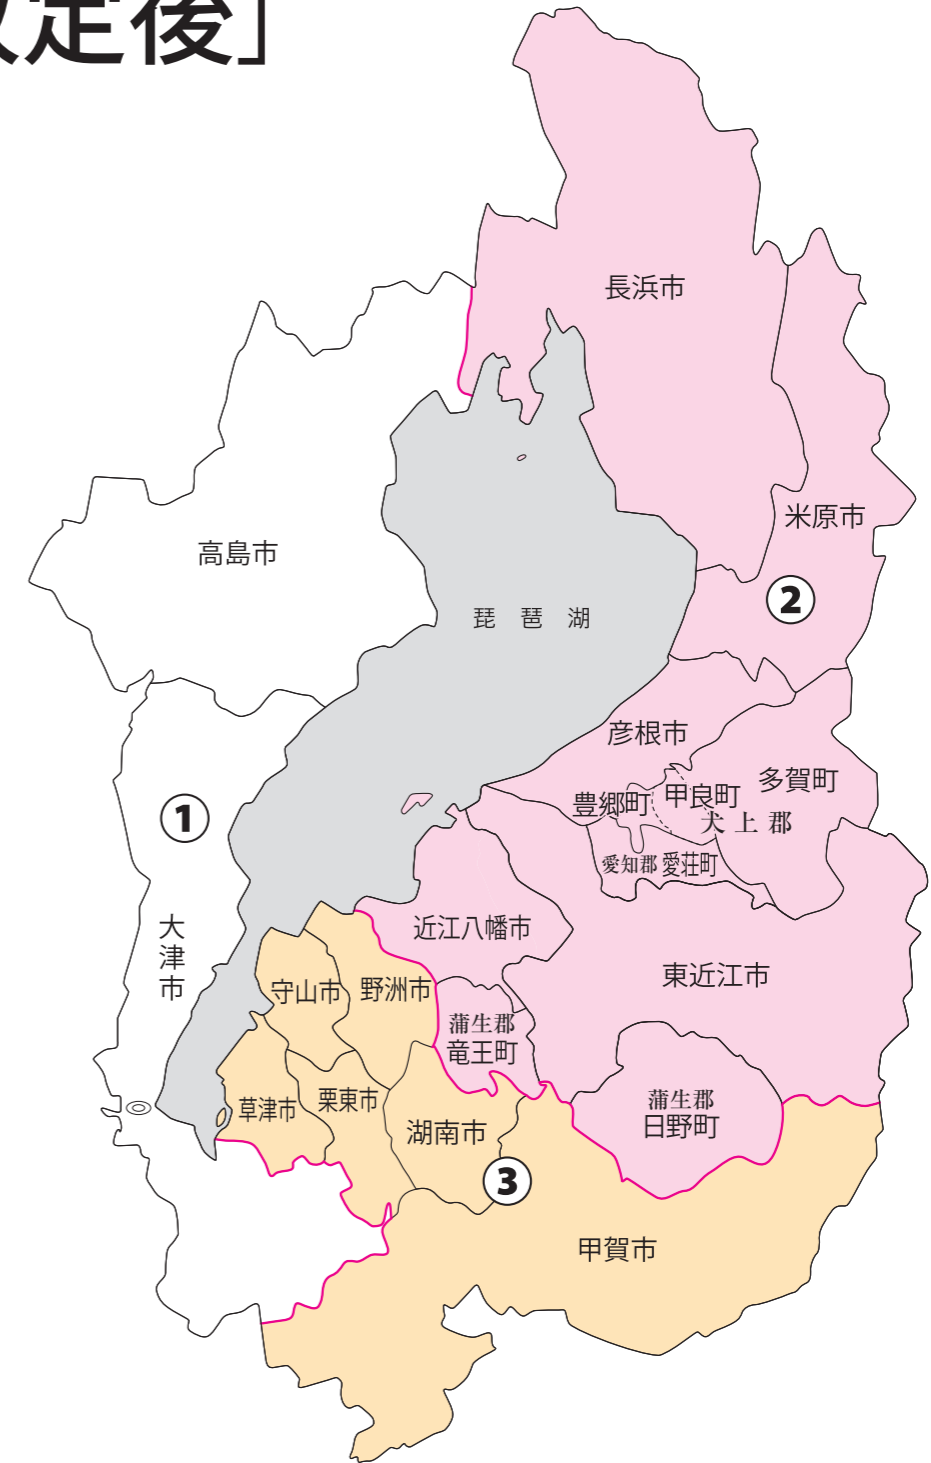 定後］
長浜市
米原市
高島市
②
琵琶湖
彦根市
多賀町
甲良町
豊郷町
犬上郡
①
愛知郡 愛荘町
大津市
近江八幡市
東近江市
守山市
野洲市
蒲生郡
竜王町
蒲生郡
日野町
草津市
栗東市
湖南市
③
甲賀市